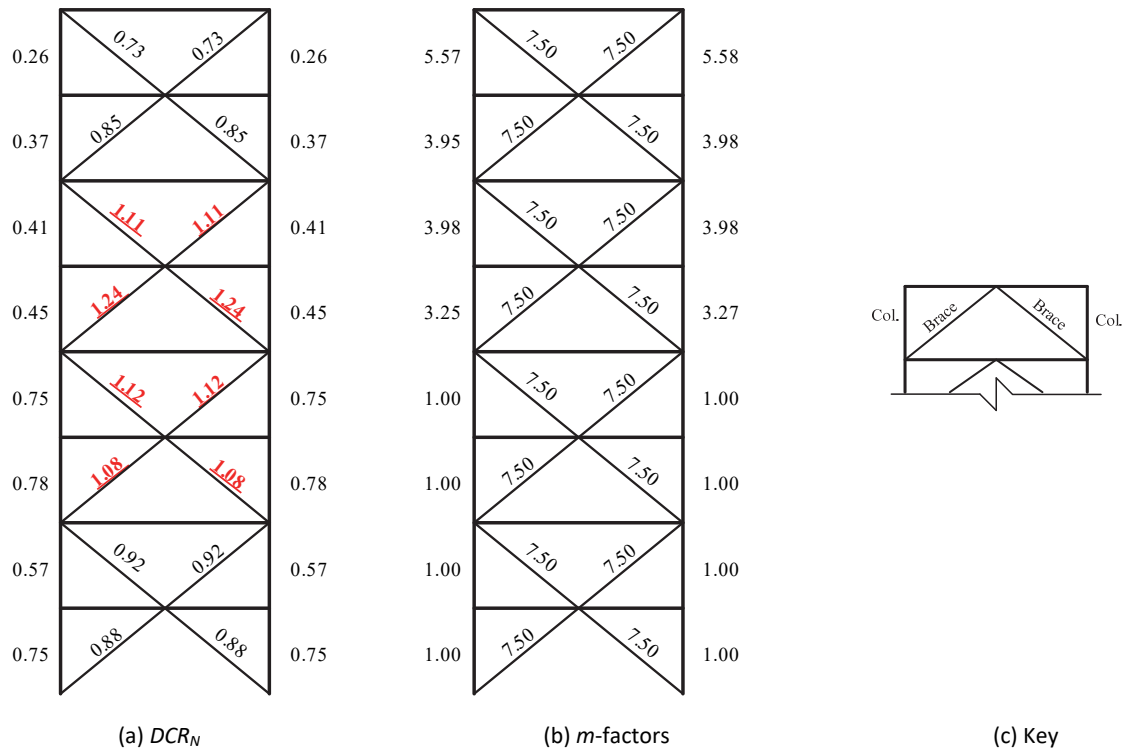 0.26 0.73 0.73 0.26
0.37 0.85 0.85 0.37
0.41 1.11 1.11 0.41
0.45 1.24 1.24 0.45
0.75 1.12 1.12 0.75
0.78 1.08 1.08 0.78
0.57 0.92 0.92 0.57
0.75 0.88 0.88 0.75
(a) DCR_N
5.57 7.50 7.50 5.58
3.95 7.50 7.50 3.98
3.98 7.50 7.50 3.98
3.25 7.50 7.50 3.27
1.00 7.50 7.50 1.00
1.00 7.50 7.50 1.00
1.00 7.50 7.50 1.00
1.00 7.50 7.50 1.00
(b) m-factors
Col. Brace Brace Col.
(c) Key